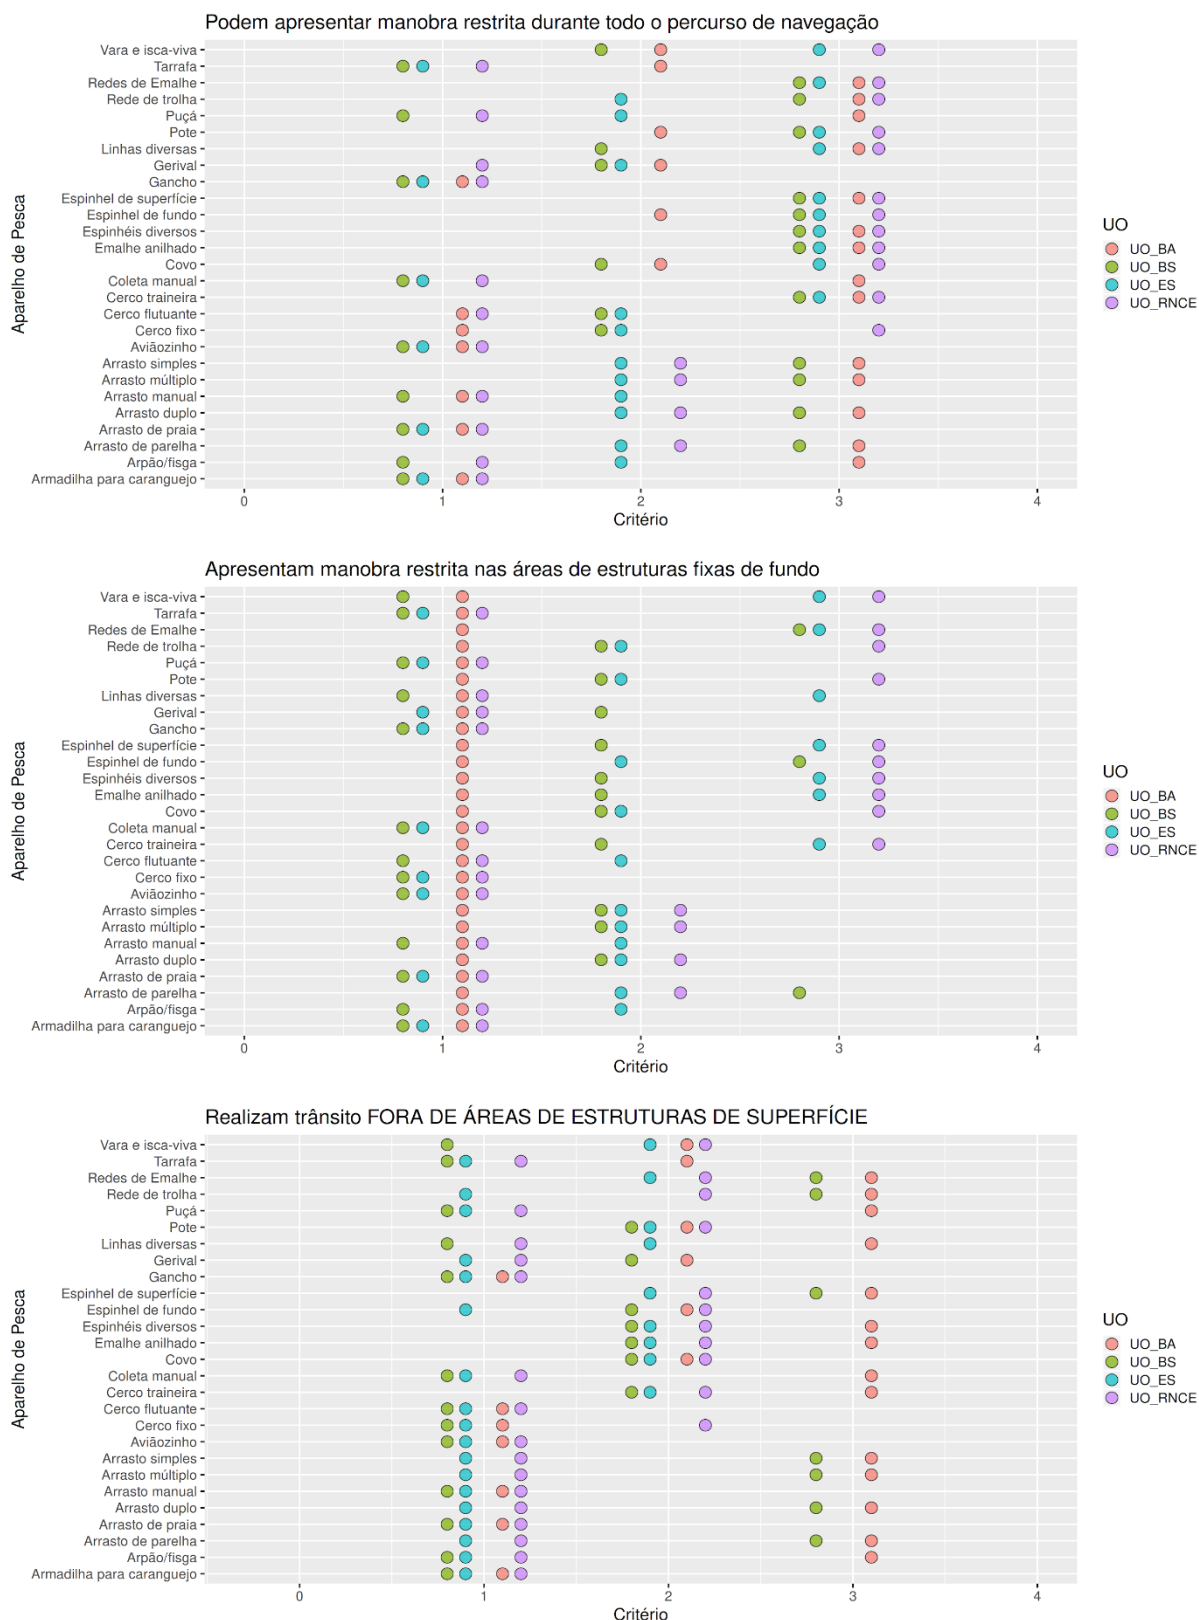 Podem apresentar manobra restrita durante todo o percurso de navegação
Aparelho de Pesca
Vara e isca-viva
Tarrafa
Redes de Emalhe
Rede de trolha
Puçá
Pote
Linhas diversas
Gerival
Gancho
Espinhel de superfície
Espinhel de fundo
Espinhéis diversos
Emalhe anilhado
Covo
Coleta manual
Cerco traineira
Cerco flutuante
Cerco fixo
Aviãozinho
Arrasto simples
Arrasto múltiplo
Arrasto manual
Arrasto duplo
Arrasto de praia
Arrasto de parelha
Arpão/fisga
Armadilha para caranguejo
0 1 2 3 4
Critério
UO
UO_BA
UO_BS
UO_ES
UO_RNCE
Apresentam manobra restrita nas áreas de estruturas fixas de fundo
Aparelho de Pesca
Vara e isca-viva
Tarrafa
Redes de Emalhe
Rede de trolha
Puçá
Pote
Linhas diversas
Gerival
Gancho
Espinhel de superfície
Espinhel de fundo
Espinhéis diversos
Emalhe anilhado
Covo
Coleta manual
Cerco traineira
Cerco flutuante
Cerco fixo
Aviãozinho
Arrasto simples
Arrasto múltiplo
Arrasto manual
Arrasto duplo
Arrasto de praia
Arrasto de parelha
Arpão/fisga
Armadilha para caranguejo
0 1 2 3 4
Critério
UO
UO_BA
UO_BS
UO_ES
UO_RNCE
Realizam trânsito FORA DE ÁREAS DE ESTRUTURAS DE SUPERFÍCIE
Aparelho de Pesca
Vara e isca-viva
Tarrafa
Redes de Emalhe
Rede de trolha
Puçá
Pote
Linhas diversas
Gerival
Gancho
Espinhel de superfície
Espinhel de fundo
Espinhéis diversos
Emalhe anilhado
Covo
Coleta manual
Cerco traineira
Cerco flutuante
Cerco fixo
Aviãozinho
Arrasto simples
Arrasto múltiplo
Arrasto manual
Arrasto duplo
Arrasto de praia
Arrasto de parelha
Arpão/fisga
Armadilha para caranguejo
0 1 2 3 4
Critério
UO
UO_BA
UO_BS
UO_ES
UO_RNCE